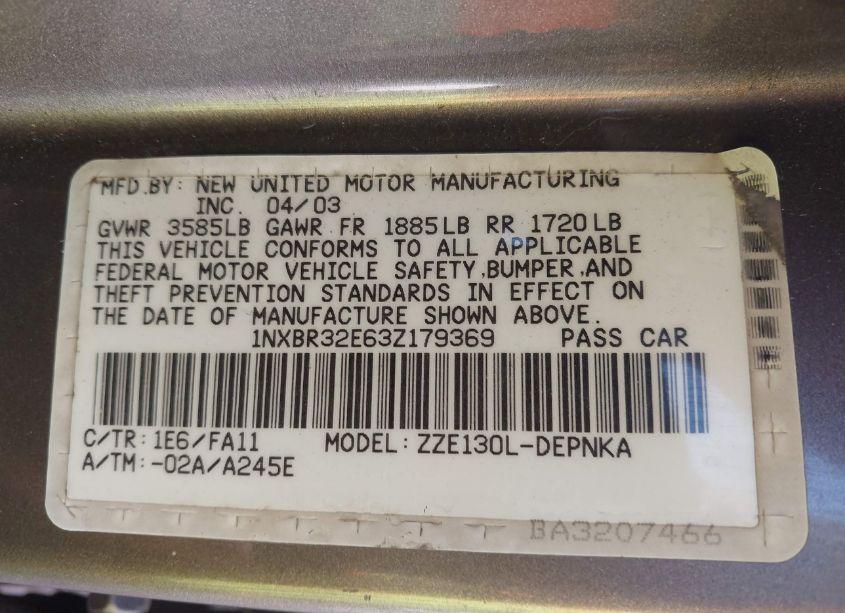 MFD.BY: NEW UNITED MOTOR MANUFACTURING
INC. 04/03
GVWR 3585LB GAWR FR 1885LB RR 1720LB
THIS VEHICLE CONFORMS TO ALL APPLICABLE
FEDERAL MOTOR VEHICLE SAFETY,BUMPER,AND
THEFT PREVENTION STANDARDS IN EFFECT ON
THE DATE OF MANUFACTURE SHOWN ABOVE.
1NXBR32E63Z179369 PASS CAR
C/TR: 1E6/FA11 MODEL: ZZE130L-DEPNKA
A/TM: -02A/A245E
BA3207466